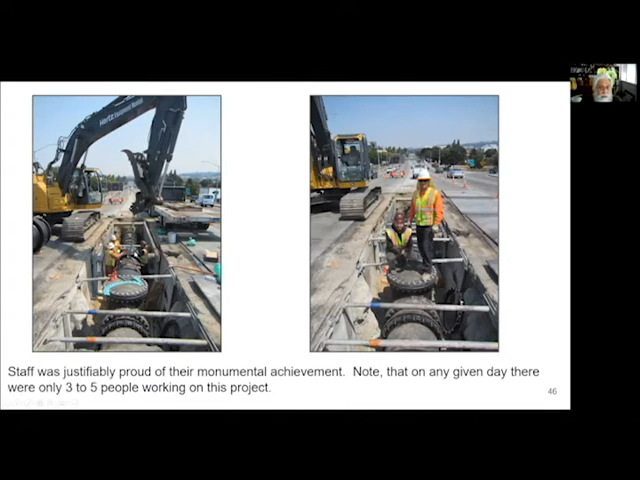 Hertz Equipment Rental
Staff was justifiably proud of their monumental achievement.  Note, that on any given day there
were only 3 to 5 people working on this project.
46